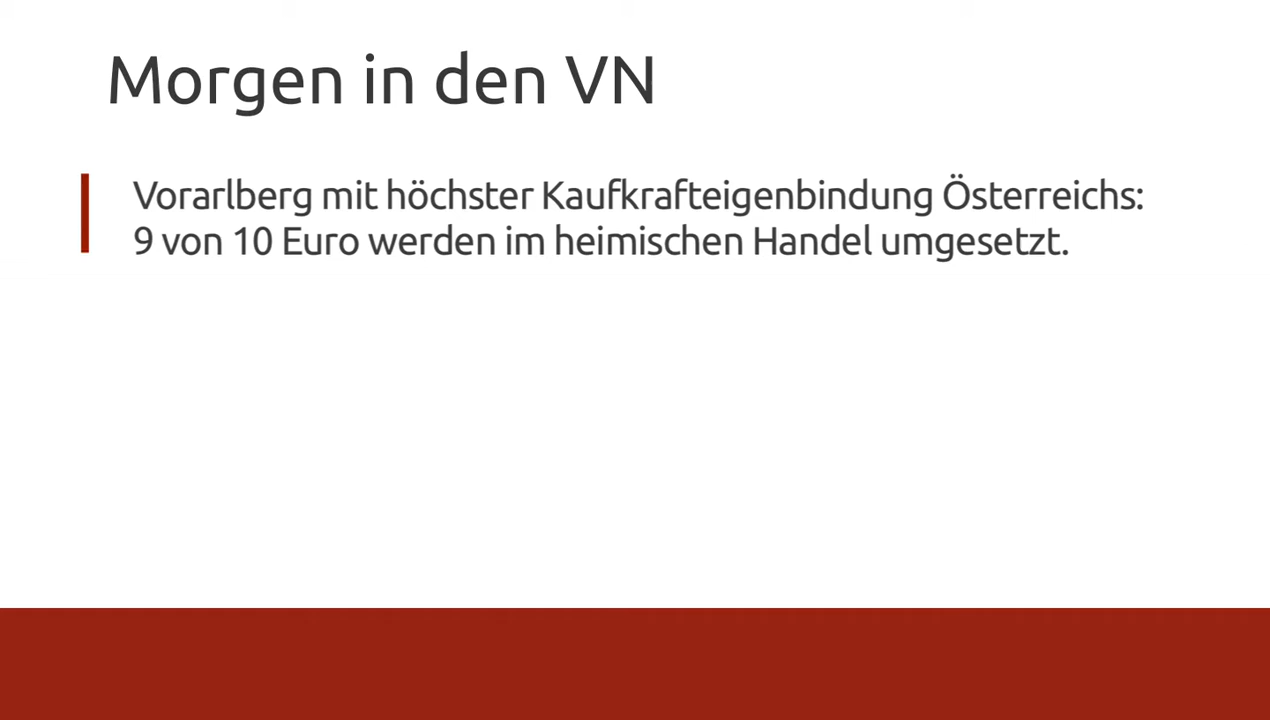 Morgen in den VN
Vorarlberg mit höchster Kaufkrafteigenbindung Österreichs:
9 von 10 Euro werden im heimischen Handel umgesetzt.